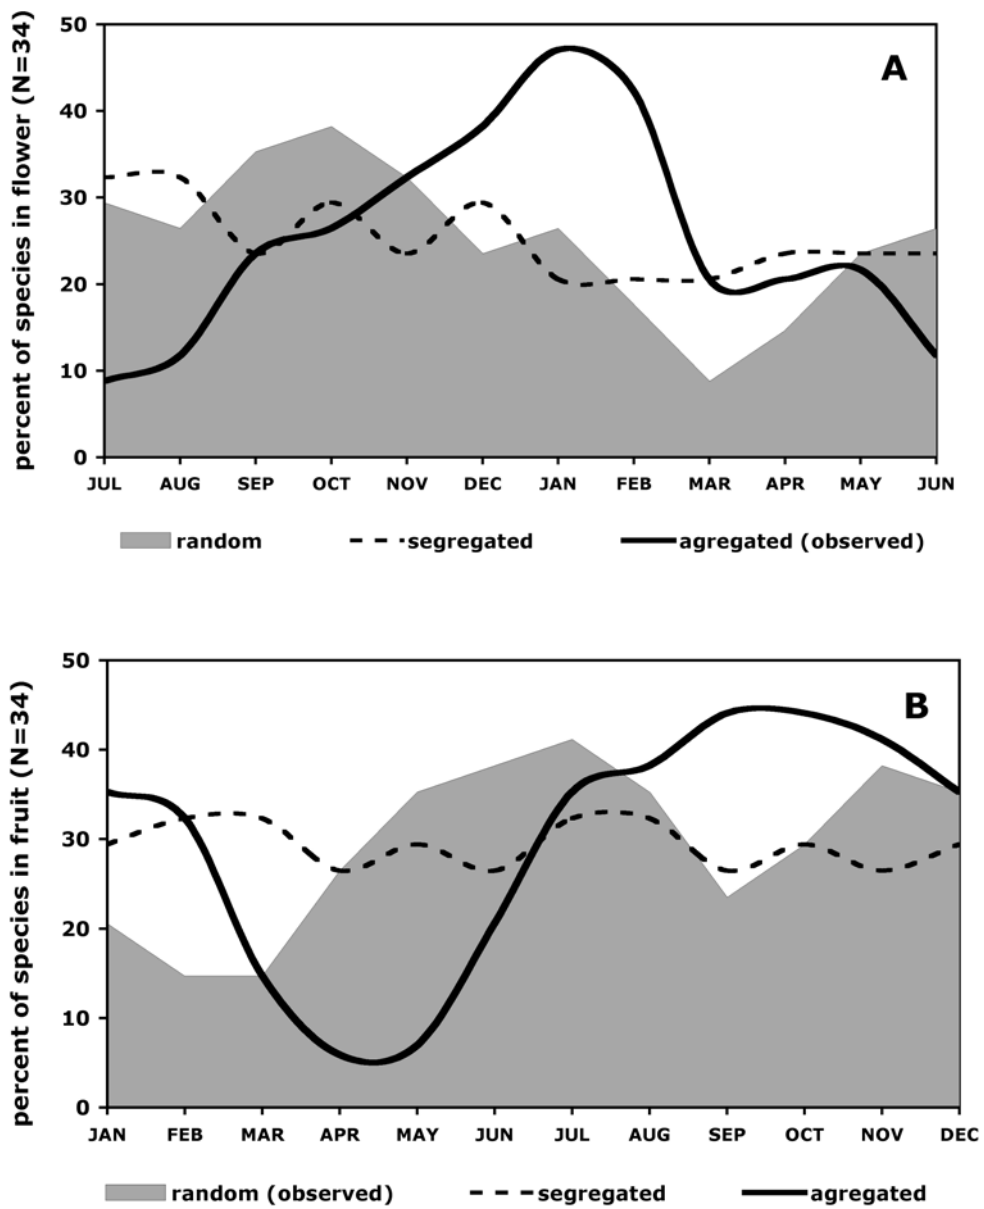 percent of species in flower (N=34)
50
40
30
20
10
0
A
JUL AUG SEP OCT NOV DEC JAN FEB MAR APR MAY JUN
random segregated agregated (observed)
percent of species in fruit (N=34)
50
40
30
20
10
0
B
JAN FEB MAR APR MAY JUN JUL AUG SEP OCT NOV DEC
random (observed) segregated agregated